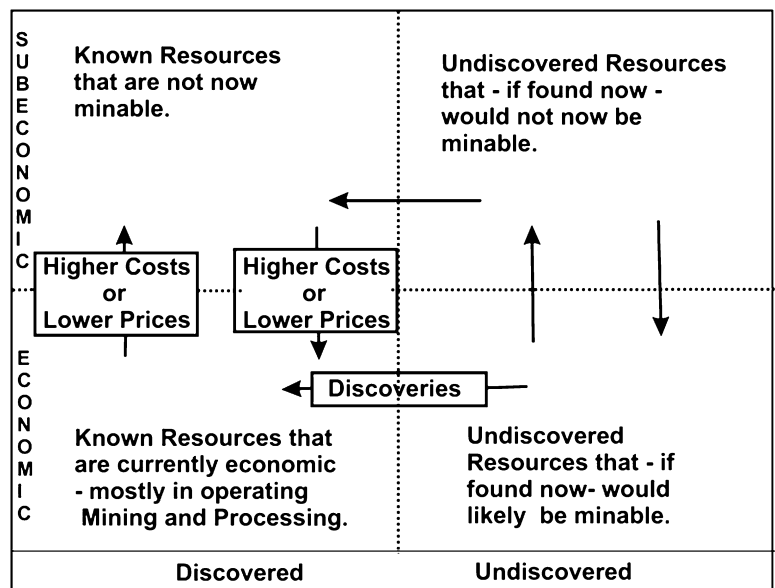 SUBECONOMIC
Known Resources
that are not now
minable.
Undiscovered Resources
that - if found now -
would not now be
minable.
Higher Costs
or
Lower Prices
Higher Costs
or
Lower Prices
ECONOMIC
Discoveries
Known Resources that
are currently economic
- mostly in operating
Mining and Processing.
Undiscovered
Resources that - if
found now- would
likely be minable.
Discovered
Undiscovered